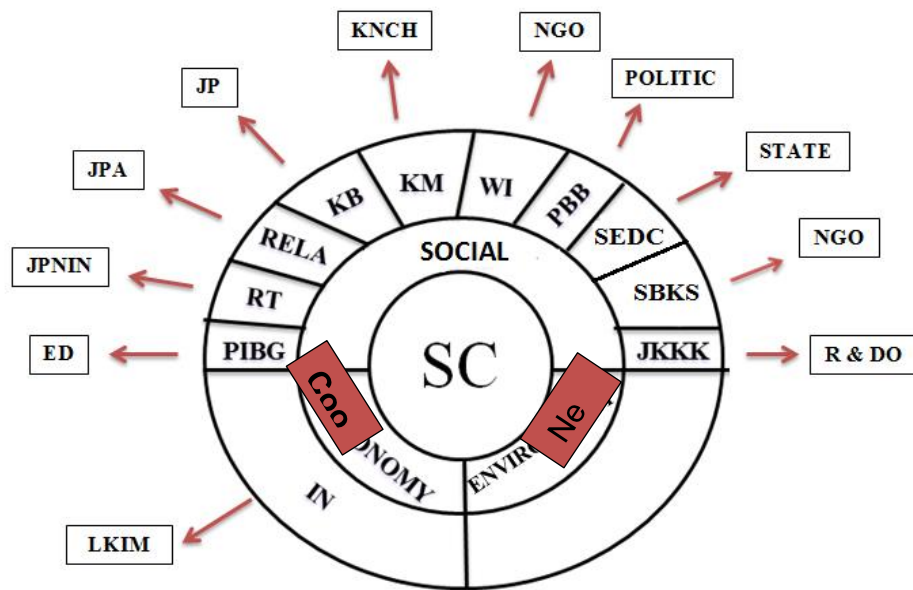 KNCH
NGO
JP
POLITIC
JPA
STATE
JPNIN
NGO
ED
R & DO
LKIM
KB
KM
WI
PBB
RELA
SEDC
RT
SBKS
PIBG
JKKK
SOCIAL
SC
Coo
Ne
ONOMY
ENVIRO
IN